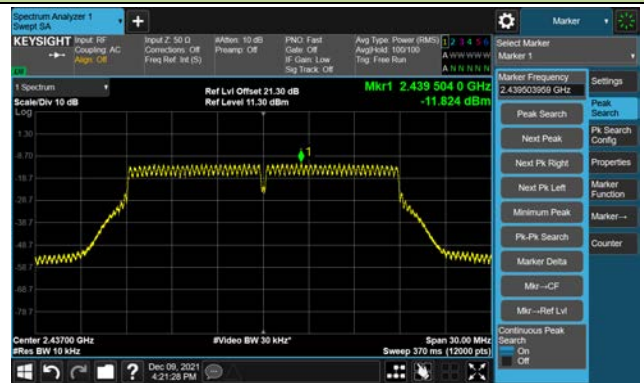 Spectrum Analyzer 1
Swept SA
+
Marker
KEYSIGHT
Input: RF
Coupling: AC
Align: Off
Input Z: 50 Ω
Corrections: Off
Freq Ref: Int (S)
#Atten: 10 dB
Preamp: Off
PNO: Fast
Gate: Off
IF Gain: Low
Sig Track: Off
Avg Type: Power (RMS)
Avg|Hold: 100/100
Trig: Free Run
1 2 3 4 5 6
A W W W W W
A N N N N N
Select Marker
Marker 1
1 Spectrum
Scale/Div 10 dB
Log
Ref Lvl Offset 21.30 dB
Ref Level 11.30 dBm
Mkr1 2.439 504 0 GHz
-11.824 dBm
1
1.30
-8.70
-18.7
-28.7
-38.7
-48.7
-58.7
-68.7
-78.7
Center 2.43700 GHz
#Res BW 10 kHz
#Video BW 30 kHz*
Span 30.00 MHz
Sweep 370 ms (12000 pts)
Marker Frequency
2.439503959 GHz
Peak Search
Next Peak
Next Pk Right
Next Pk Left
Minimum Peak
Pk-Pk Search
Marker Delta
Mkr→CF
Mkr→Ref Lvl
Continuous Peak
Search
On
Off
Settings
Peak
Search
Pk Search
Config
Properties
Marker
Function
Marker→
Counter
?
Dec 09, 2021
4:21:28 PM